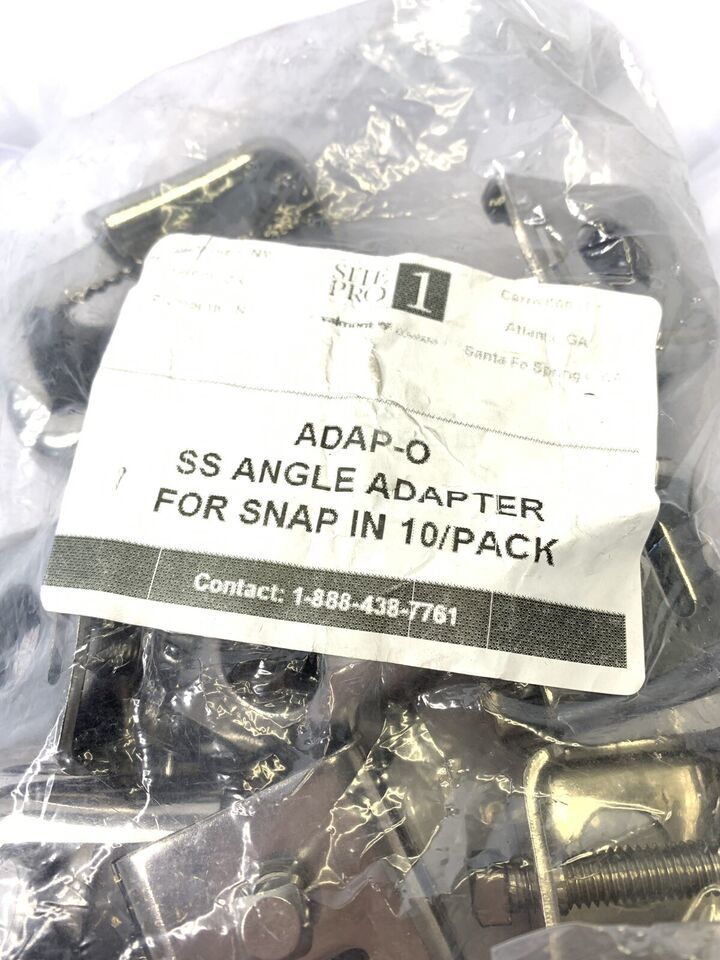 SITE
PRO 1
Atlanta, GA
ADAP-O
SS ANGLE ADAPTER
FOR SNAP IN 10/PACK
Contact: 1-888-438-7761